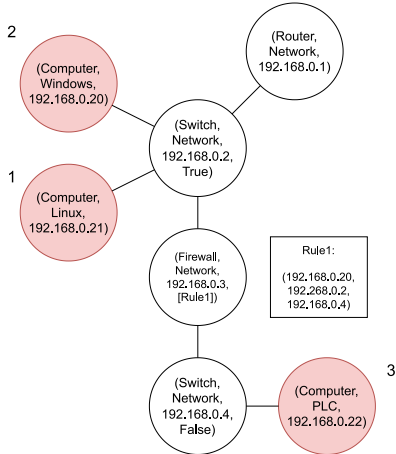 2
(Computer,
Windows,
192.168.0.20)
(Router,
Network,
192.168.0.1)
(Switch,
Network,
192.168.0.2,
True)
1
(Computer,
Linux,
192.168.0.21)
(Firewall,
Network,
192.168.0.3,
[Rule1])
Rule1:
(192.168.0.20,
192.268.0.2,
192.168.0.4)
(Switch,
Network,
192.168.0.4,
False)
3
(Computer,
PLC,
192.168.0.22)